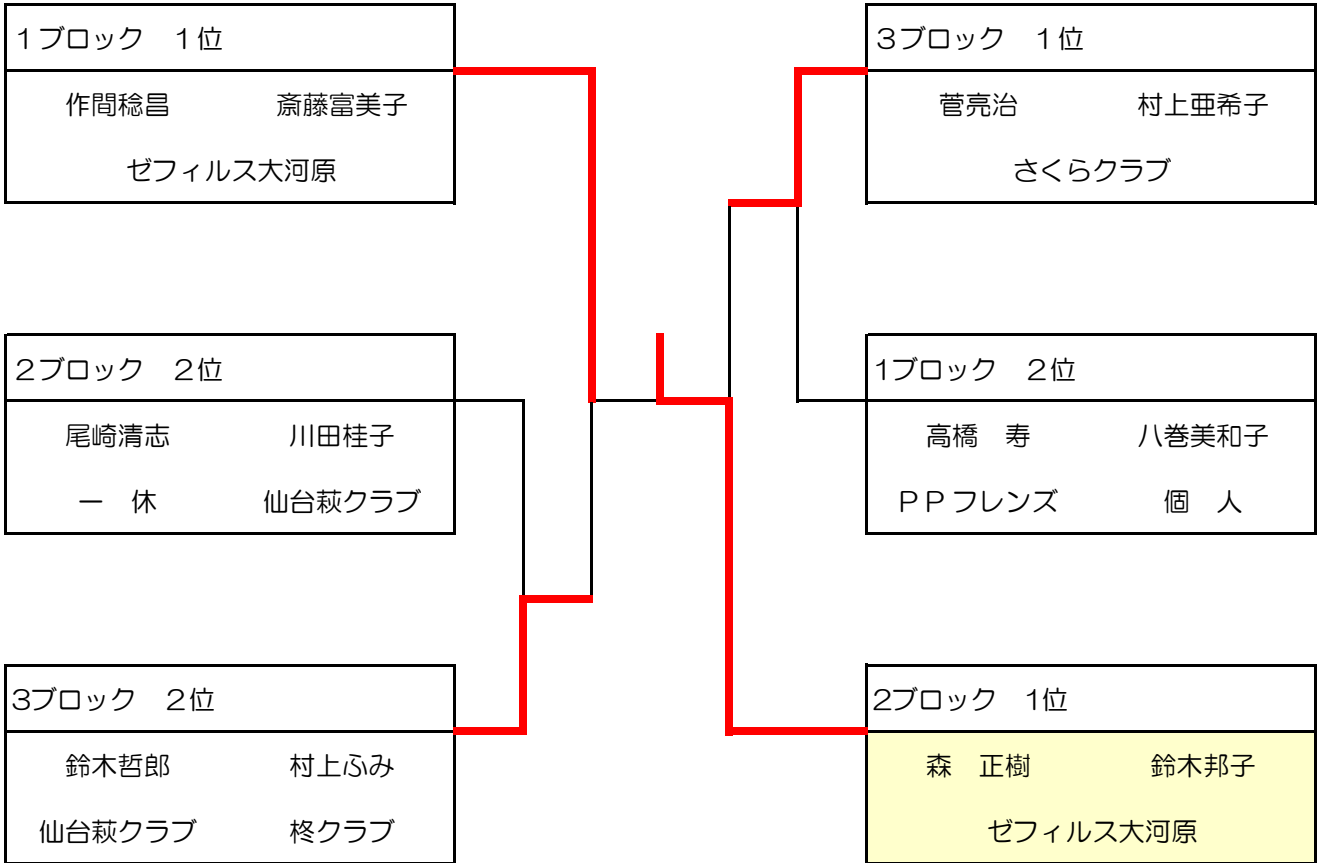 １ブロック　１位
作間稔昌　斎藤富美子
ゼフィルス大河原
２ブロック　２位
尾崎清志　川田桂子
一　休　仙台萩クラブ
3ブロック　２位
鈴木哲郎　村上ふみ
仙台萩クラブ　柊クラブ
３ブロック　１位
菅亮治　村上亜希子
さくらクラブ
1ブロック　２位
高橋　寿　八巻美和子
ＰＰフレンズ　個　人
2ブロック　1位
森　正樹　鈴木邦子
ゼフィルス大河原